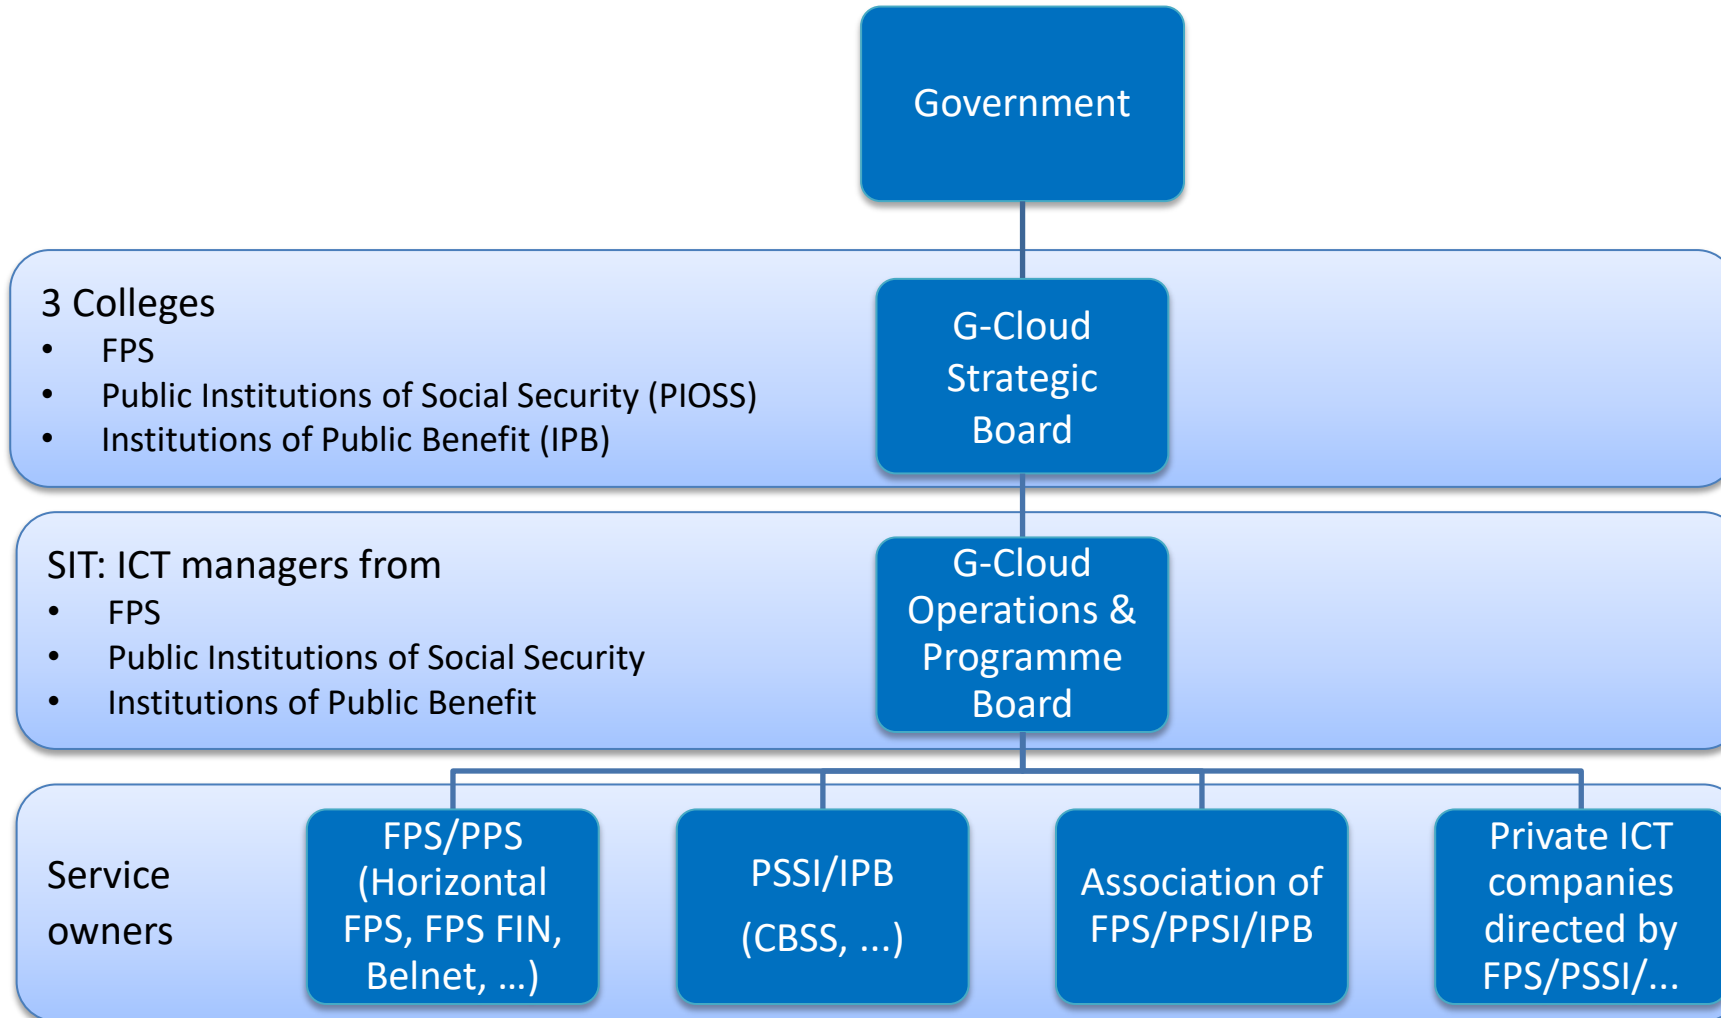 Government
3 Colleges
• FPS
• Public Institutions of Social Security (PIOSS)
• Institutions of Public Benefit (IPB)
G-Cloud
Strategic
Board
SIT: ICT managers from
• FPS
• Public Institutions of Social Security
• Institutions of Public Benefit
G-Cloud
Operations &
Programme
Board
Service
owners
FPS/PPS
(Horizontal
FPS, FPS FIN,
Belnet, …)
PSSI/IPB
(CBSS, ...)
Association of
FPS/PPSI/IPB
Private ICT
companies
directed by
FPS/PSSI/...